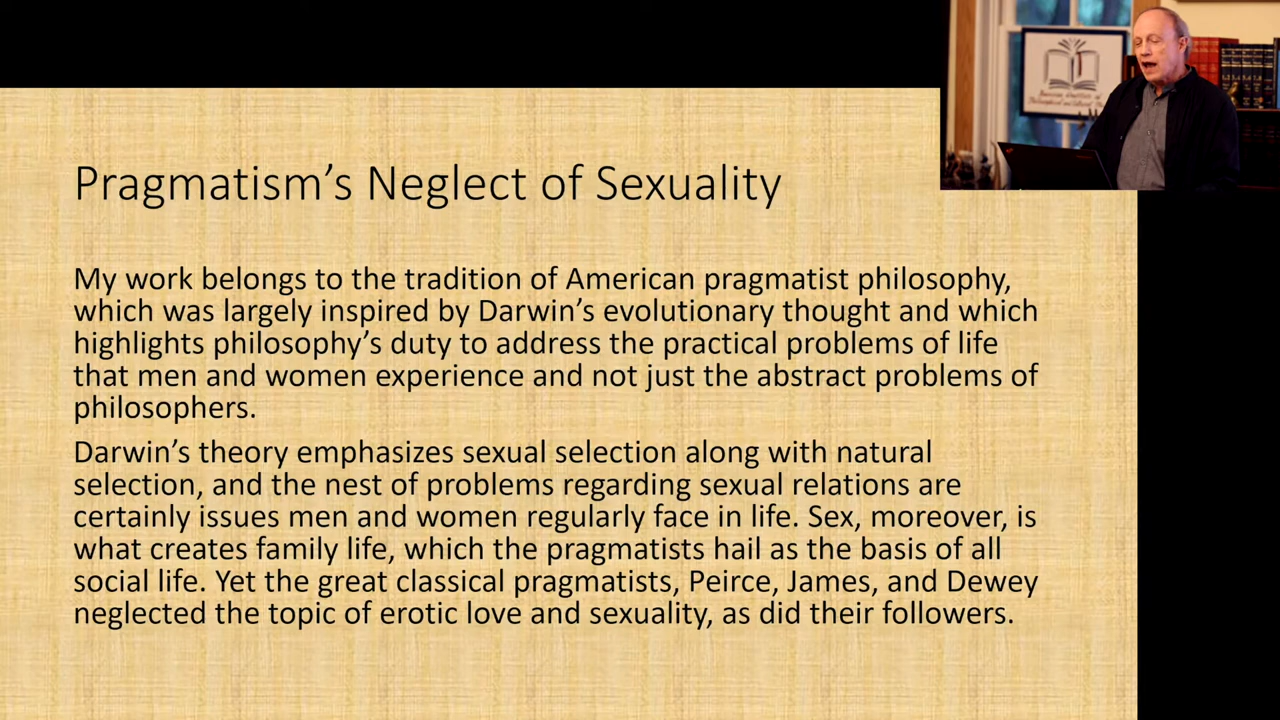 Pragmatism's Neglect of Sexuality
My work belongs to the tradition of American pragmatist philosophy,
which was largely inspired by Darwin's evolutionary thought and which
highlights philosophy's duty to address the practical problems of life
that men and women experience and not just the abstract problems of
philosophers.
Darwin's theory emphasizes sexual selection along with natural
selection, and the nest of problems regarding sexual relations are
certainly issues men and women regularly face in life. Sex, moreover, is
what creates family life, which the pragmatists hail as the basis of all
social life. Yet the great classical pragmatists, Peirce, James, and Dewey
neglected the topic of erotic love and sexuality, as did their followers.